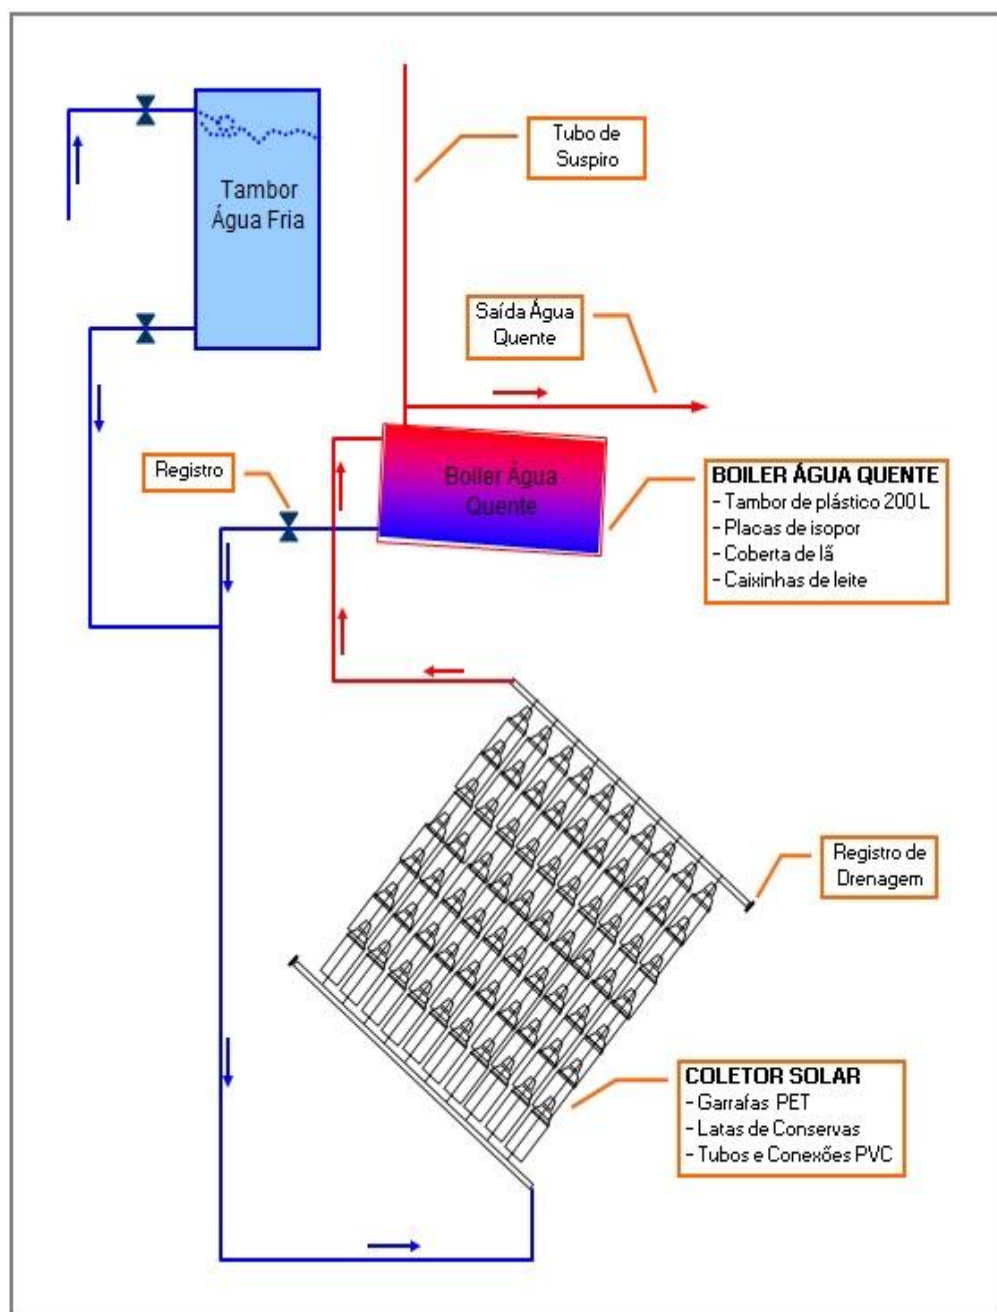 Tambor
Água Fria
Tubo de
Suspiro
Saída Água
Quente
Registro
Boiler Água
Quente
BOILER ÁGUA QUENTE
- Tambor de plástico 200 L
- Placas de isopor
- Coberta de lã
- Caixinhas de leite
Registro de
Drenagem
COLETOR SOLAR
- Garrafas PET
- Latas de Conservas
- Tubos e Conexões PVC